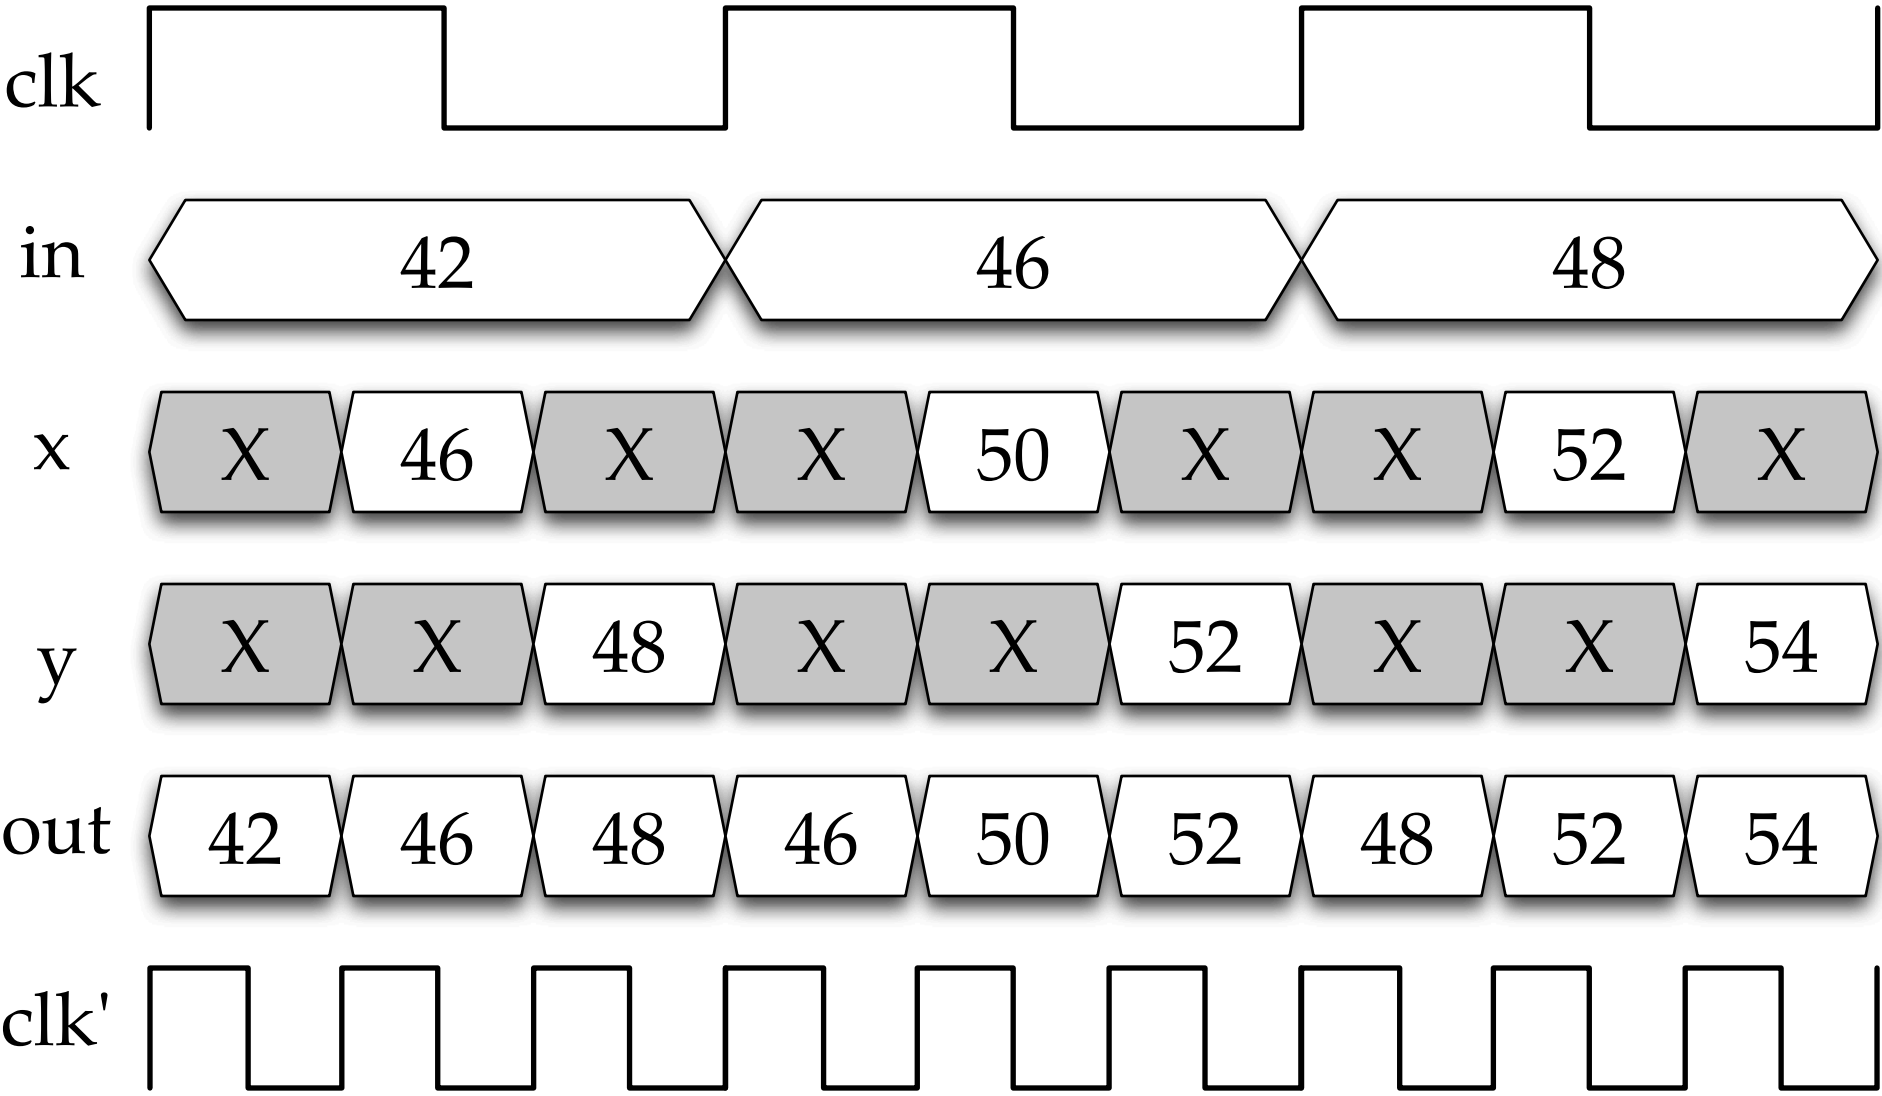 clk
in 42 46 48
x X 46 X X 50 X X 52 X
y X X 48 X X 52 X X 54
out 42 46 48 46 50 52 48 52 54
clk'